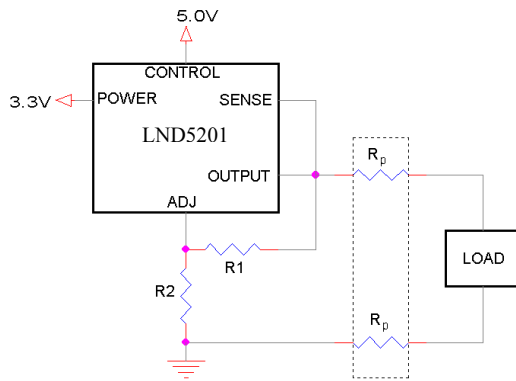 5.0V
CONTROL
3.3V
POWER
SENSE
LND5201
OUTPUT
ADJ
Rp
R1
R2
LOAD
Rp